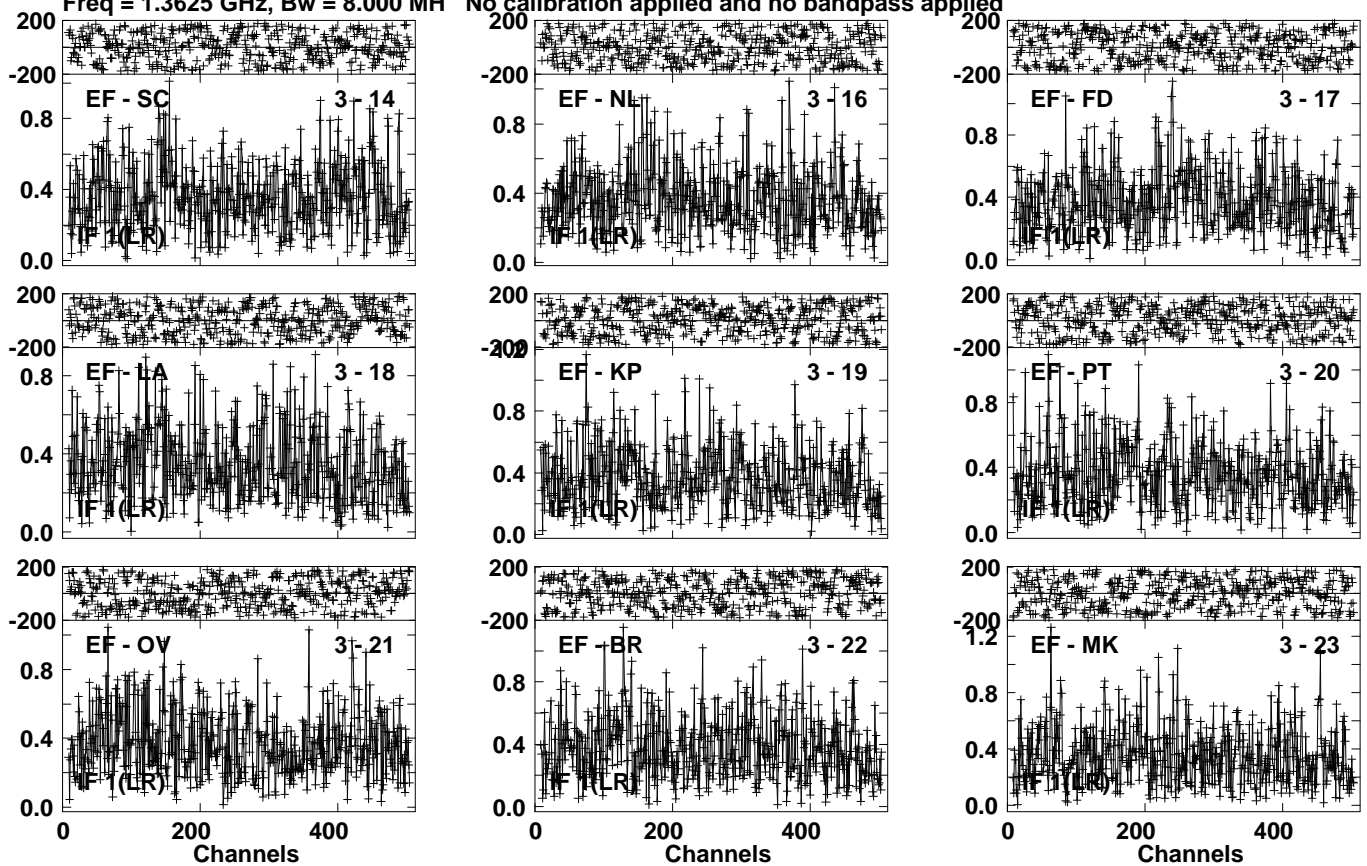 Freq = 1.3625 GHz, Bw = 8.000 MH No calibration applied and no bandpass applied
200
-200
EF - SC 3 - 14
0.8
0.4
IF 1(LR)
0.0
200
-200
EF - NL 3 - 16
0.8
0.4
IF 1(LR)
0.0
200
-200
EF - FD 3 - 17
0.8
0.4
IF 1(LR)
0.0
200
-200
EF - LA 3 - 18
0.8
0.4
IF 1(LR)
0.0
200
-200
1.2
EF - KP 3 - 19
0.8
0.4
IF 1(LR)
0.0
200
-200
EF - PT 3 - 20
0.8
0.4
IF 1(LR)
0.0
200
-200
EF - OV 3 - 21
0.8
0.4
IF 1(LR)
0.0
0 200 400
Channels
200
-200
EF - BR 3 - 22
0.8
0.4
IF 1(LR)
0.0
0 200 400
Channels
200
-200
1.2
EF - MK 3 - 23
0.8
0.4
IF 1(LR)
0.0
0 200 400
Channels